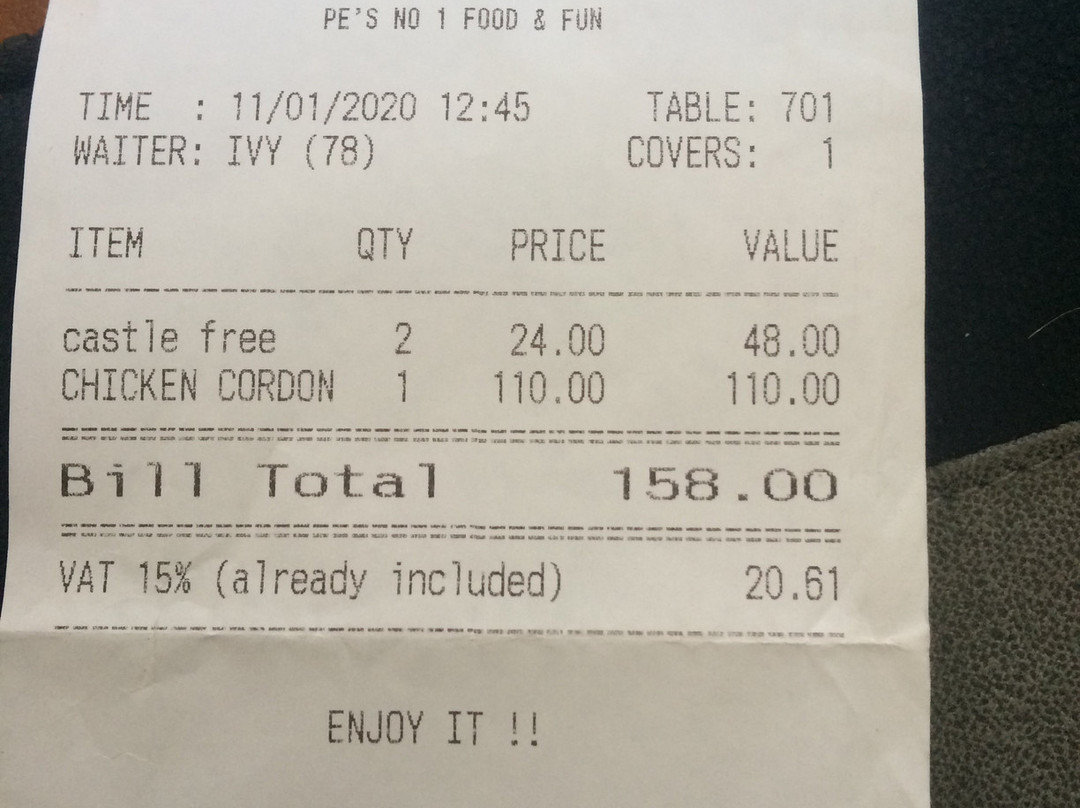 PE'S NO 1 FOOD & FUN
TIME : 11/01/2020 12:45 TABLE: 701
WAITER: IVY (78) COVERS: 1
ITEM QTY PRICE VALUE
castle free 2 24.00 48.00
CHICKEN CORDON 1 110.00 110.00
Bill Total 158.00
VAT 15% (already included) 20.61
ENJOY IT !!